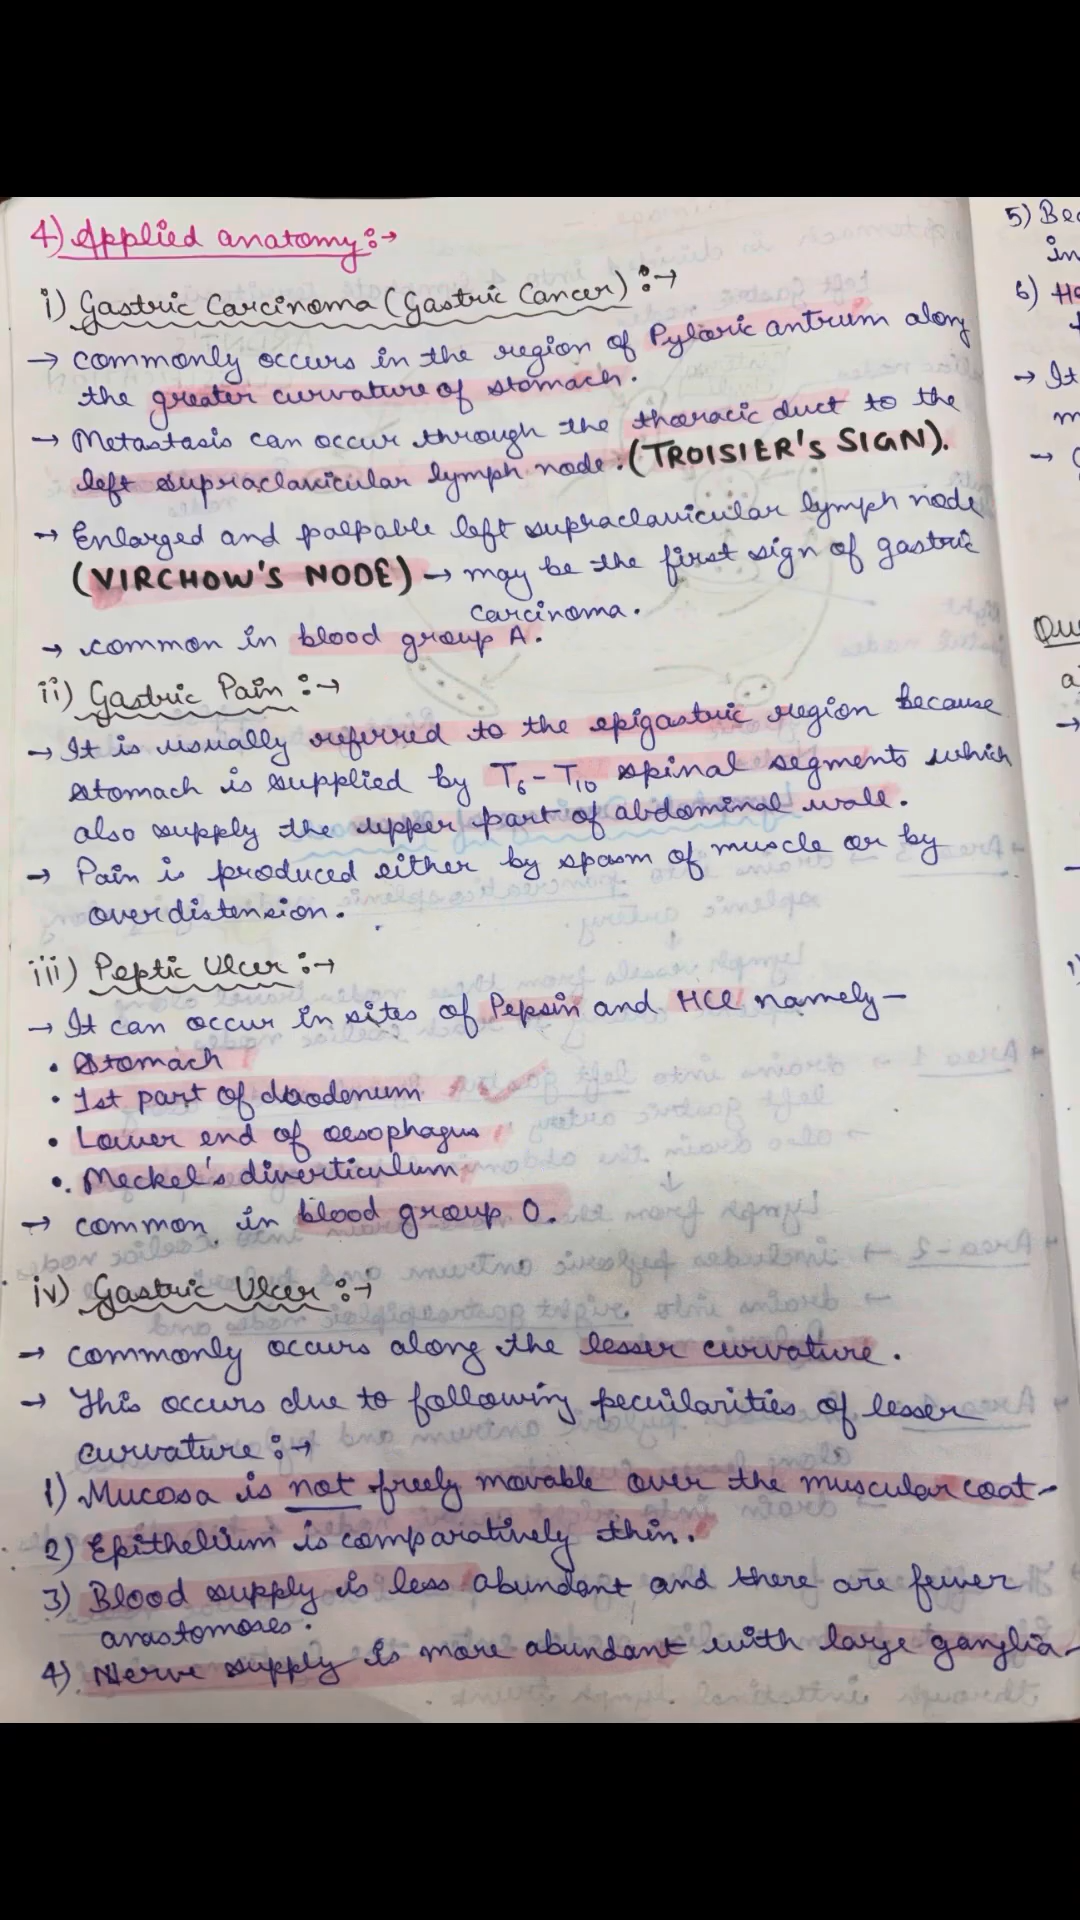 4) Applied anatomy :→
i) Gastric Carcinoma (Gastric Cancer) :→
→ commonly occurs in the region of Pyloric antrum along
the greater curvature of stomach.
→ Metastasis can occur through the thoracic duct to the
left supraclavicular lymph node. (TROISIER'S SIGN).
→ Enlarged and palpable left supraclavicular lymph node
(VIRCHOW'S NODE) → may be the first sign of gastric
carcinoma.
→ common in blood group A.
ii) Gastric Pain :→
→ It is usually referred to the epigastric region because
stomach is supplied by T6-T10 spinal segments which
also supply the upper part of abdominal wall.
→ Pain is produced either by spasm of muscle or by
overdistension.
iii) Peptic Ulcer :→
→ It can occur in sites of Pepsin and HCl namely -
• Stomach
• 1st part of duodenum
• Lower end of oesophagus
• Meckel's diverticulum
→ common in blood group O.
iv) Gastric Ulcer :→
→ commonly occurs along the lesser curvature.
→ This occurs due to following peculiarities of lesser
curvature :→
1) Mucosa is not freely movable over the muscular coat-
2) Epithelium is comparatively thin.
3) Blood supply is less abundant and there are fewer
anastomoses.
4) Nerve supply is more abundant with large ganglia
5)
in
6)
→ It
→
a
→